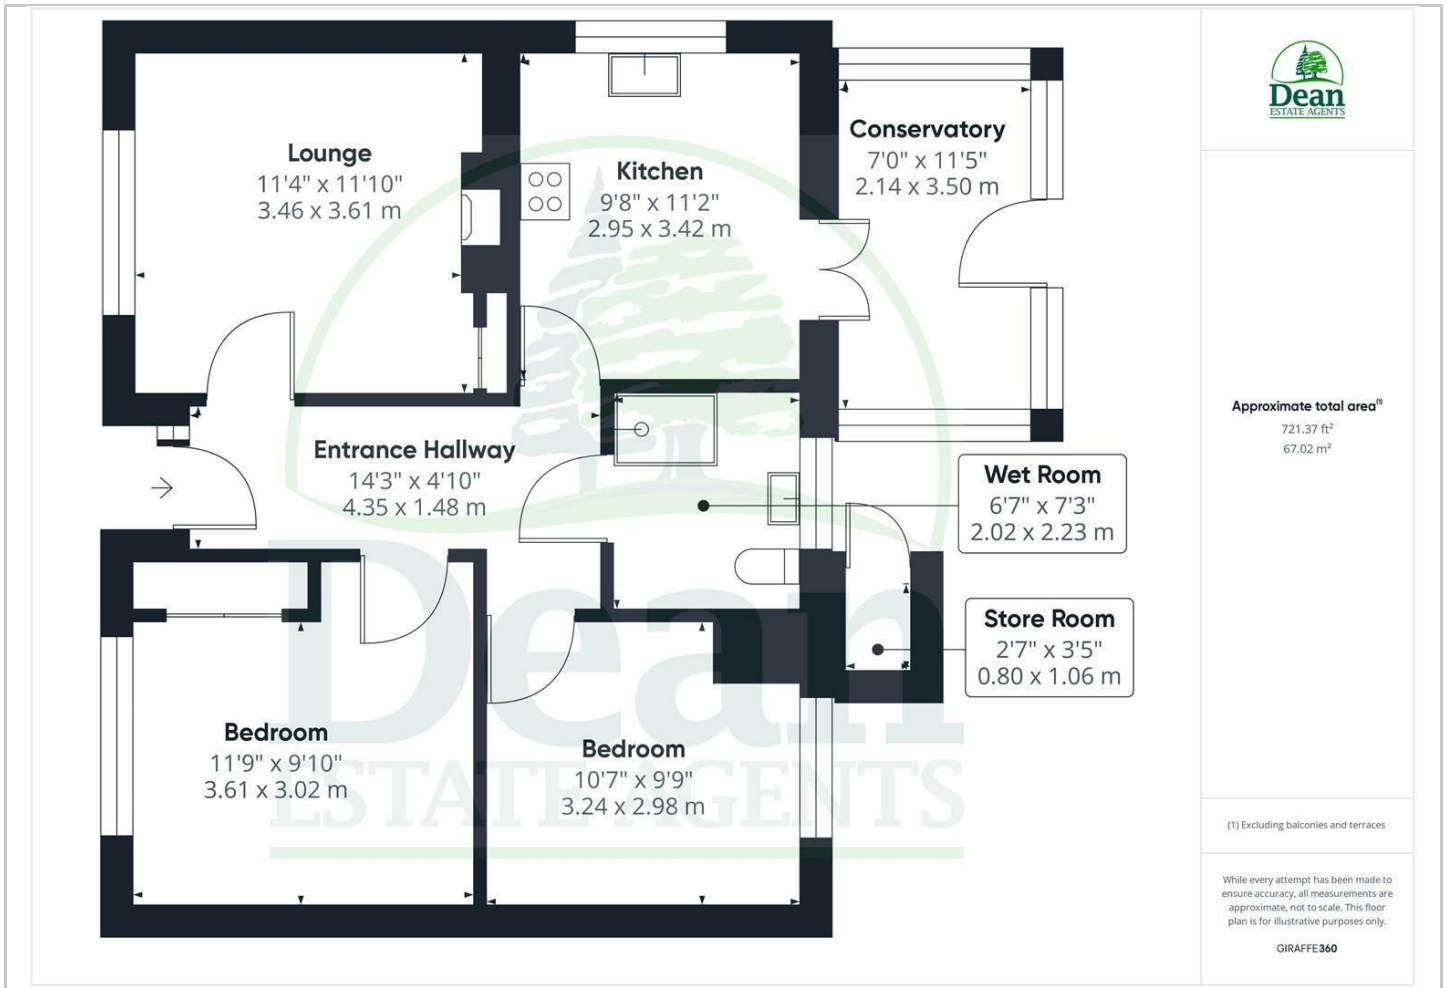 Lounge
11'4" x 11'10"
3.46 x 3.61 m
Kitchen
9'8" x 11'2"
2.95 x 3.42 m
Conservatory
7'0" x 11'5"
2.14 x 3.50 m
Entrance Hallway
14'3" x 4'10"
4.35 x 1.48 m
Wet Room
6'7" x 7'3"
2.02 x 2.23 m
Store Room
2'7" x 3'5"
0.80 x 1.06 m
Bedroom
11'9" x 9'10"
3.61 x 3.02 m
Bedroom
10'7" x 9'9"
3.24 x 2.98 m
Dean
ESTATE AGENTS
Dean
ESTATE AGENTS
Approximate total area⁽¹⁾
721.37 ft²
67.02 m²
(1) Excluding balconies and terraces
While every attempt has been made to
ensure accuracy, all measurements are
approximate, not to scale. This floor
plan is for illustrative purposes only.
GIRAFFE360